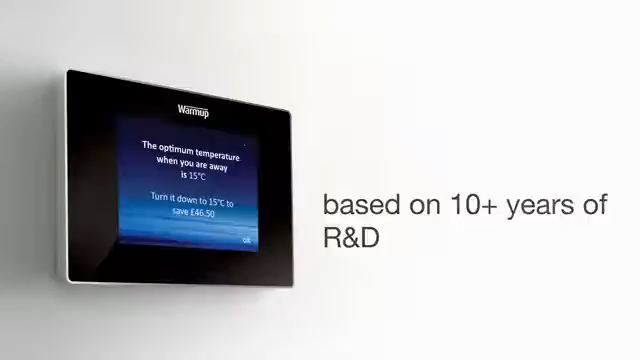 Warmup
The optimum temperature
when you are away
is 15°C
Turn it down to 15°C to
save £46.50
OK
based on 10+ years of
R&D